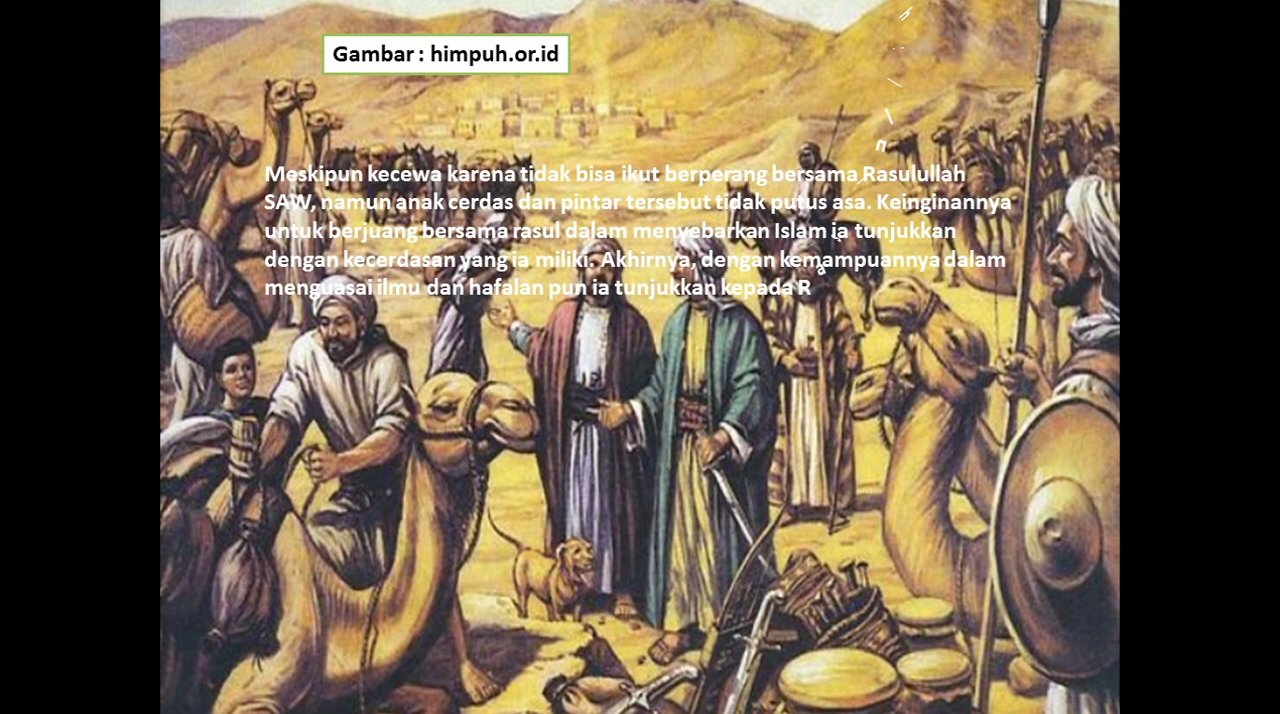 Gambar : himpuh.or.id
Meskipun kecewa karena tidak bisa ikut berperang bersama Rasulullah
SAW, namun anak cerdas dan pintar tersebut tidak putus asa. Keinginannya
untuk berjuang bersama rasul dalam menyebarkan Islam ia tunjukkan
dengan kecerdasan yang ia miliki. Akhirnya, dengan kemampuannya dalam
menguasai ilmu dan hafalan pun ia tunjukkan kepada R